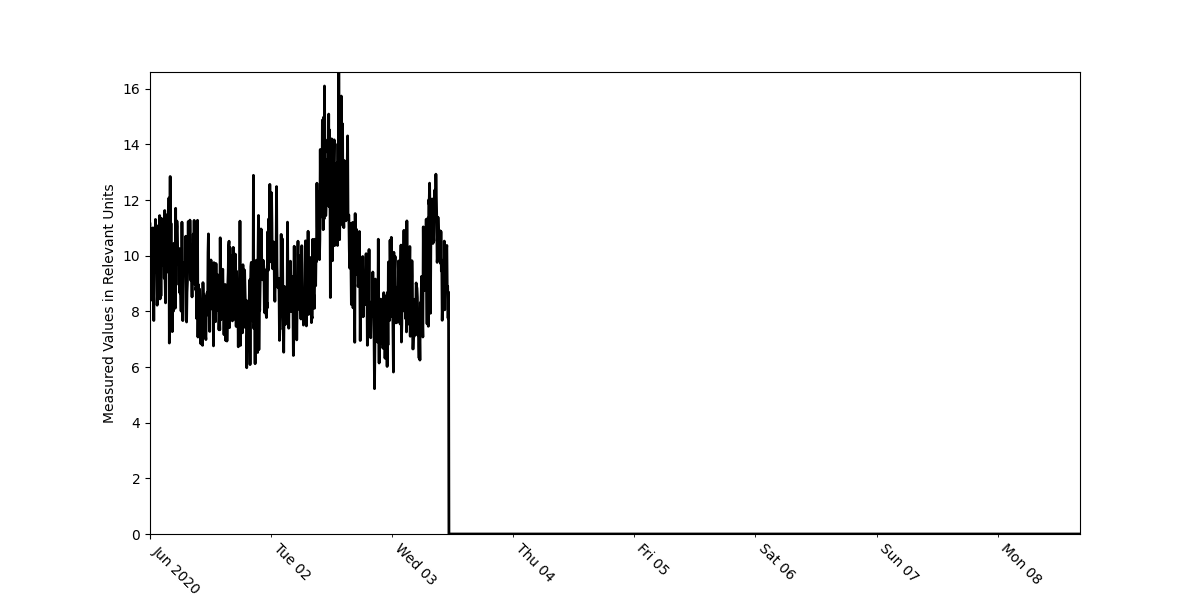 Measured Values in Relevant Units
16
14
12
10
8
6
4
2
0
Jun 2020
Tue 02
Wed 03
Thu 04
Fri 05
Sat 06
Sun 07
Mon 08